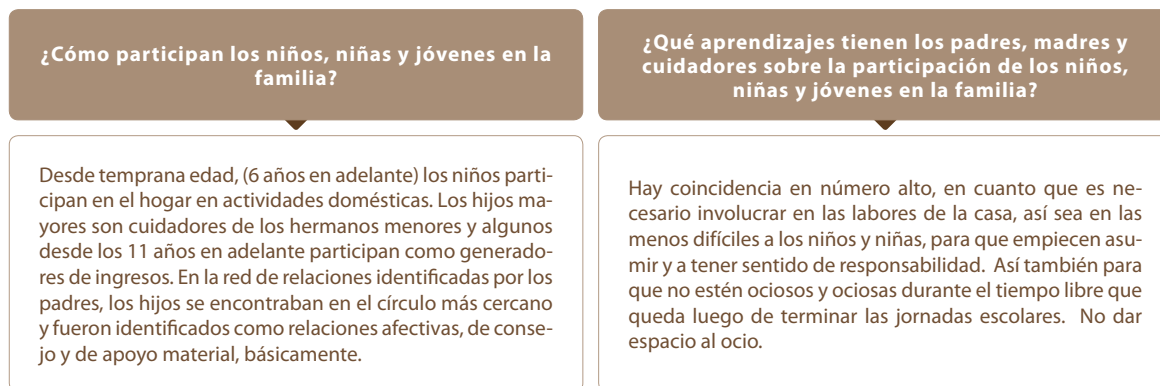 ¿Cómo participan los niños, niñas y jóvenes en la
familia?
Desde temprana edad, (6 años en adelante) los niños parti-
cipan en el hogar en actividades domésticas. Los hijos ma-
yores son cuidadores de los hermanos menores y algunos
desde los 11 años en adelante participan como generado-
res de ingresos. En la red de relaciones identificadas por los
padres, los hijos se encontraban en el círculo más cercano
y fueron identificados como relaciones afectivas, de conse-
jo y de apoyo material, básicamente.
¿Qué aprendizajes tienen los padres, madres y
cuidadores sobre la participación de los niños,
niñas y jóvenes en la familia?
Hay coincidencia en número alto, en cuanto que es ne-
cesario involucrar en las labores de la casa, así sea en las
menos difíciles a los niños y niñas, para que empiecen asu-
mir y a tener sentido de responsabilidad. Así también para
que no estén ociosos y ociosas durante el tiempo libre que
queda luego de terminar las jornadas escolares. No dar
espacio al ocio.